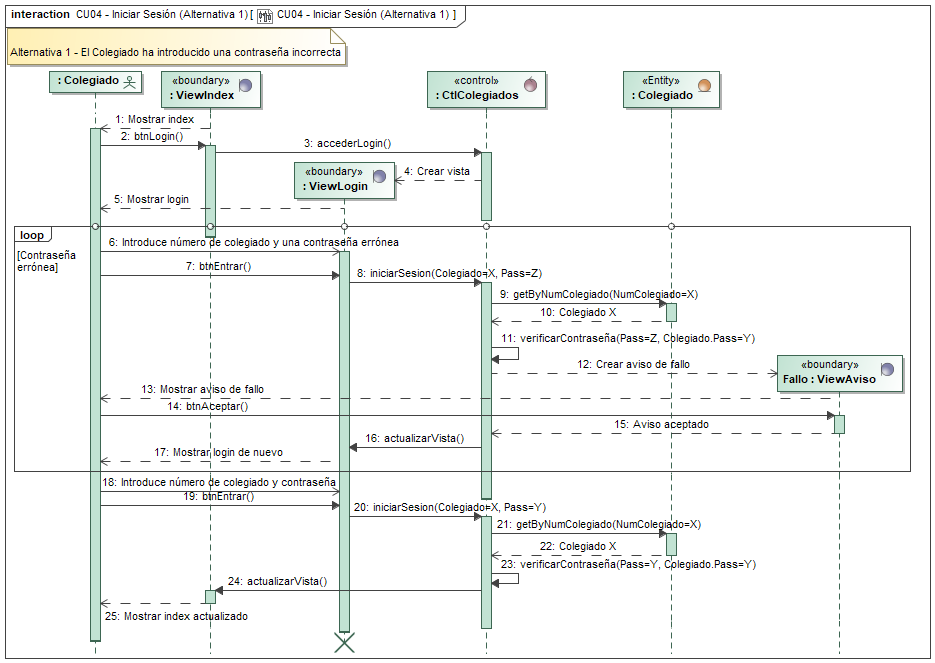 interaction CU04 - Iniciar Sesión (Alternativa 1) [ CU04 - Iniciar Sesión (Alternativa 1) ]
Alternativa 1 - El Colegiado ha introducido una contraseña incorrecta
: Colegiado
«boundary»
: ViewIndex
«control»
: CtlColegiados
«Entity»
: Colegiado
1: Mostrar index
2: btnLogin()
3: accederLogin()
«boundary»
: ViewLogin
4: Crear vista
5: Mostrar login
loop
[Contraseña
errónea]
6: Introduce número de colegiado y una contraseña errónea
7: btnEntrar()
8: iniciarSesion(Colegiado=X, Pass=Z)
9: getByNumColegiado(NumColegiado=X)
10: Colegiado X
11: verificarContraseña(Pass=Z, Colegiado.Pass=Y)
12: Crear aviso de fallo
«boundary»
Fallo : ViewAviso
13: Mostrar aviso de fallo
14: btnAceptar()
15: Aviso aceptado
16: actualizarVista()
17: Mostrar login de nuevo
18: Introduce número de colegiado y contraseña
19: btnEntrar()
20: iniciarSesion(Colegiado=X, Pass=Y)
21: getByNumColegiado(NumColegiado=X)
22: Colegiado X
23: verificarContraseña(Pass=Y, Colegiado.Pass=Y)
24: actualizarVista()
25: Mostrar index actualizado